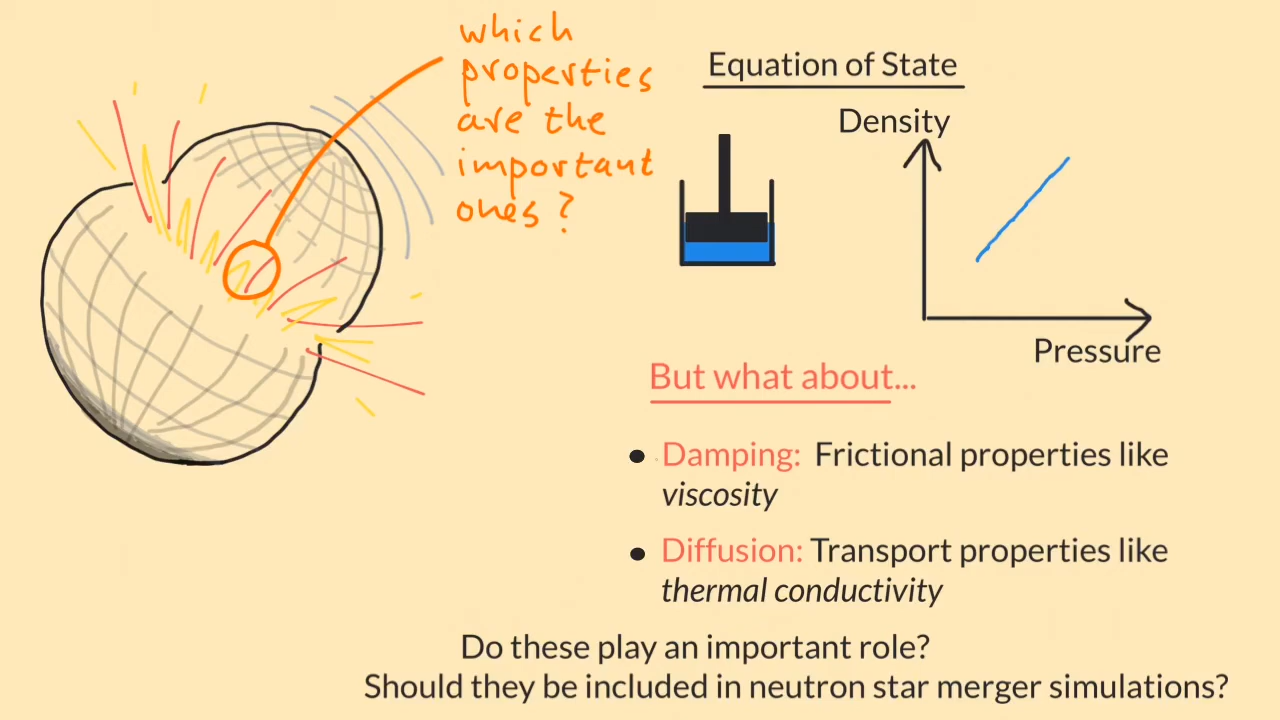 which
properties
are the
important
ones?
Equation of State
Density
Pressure
But what about...
• Damping: Frictional properties like
viscosity
• Diffusion: Transport properties like
thermal conductivity
Do these play an important role?
Should they be included in neutron star merger simulations?